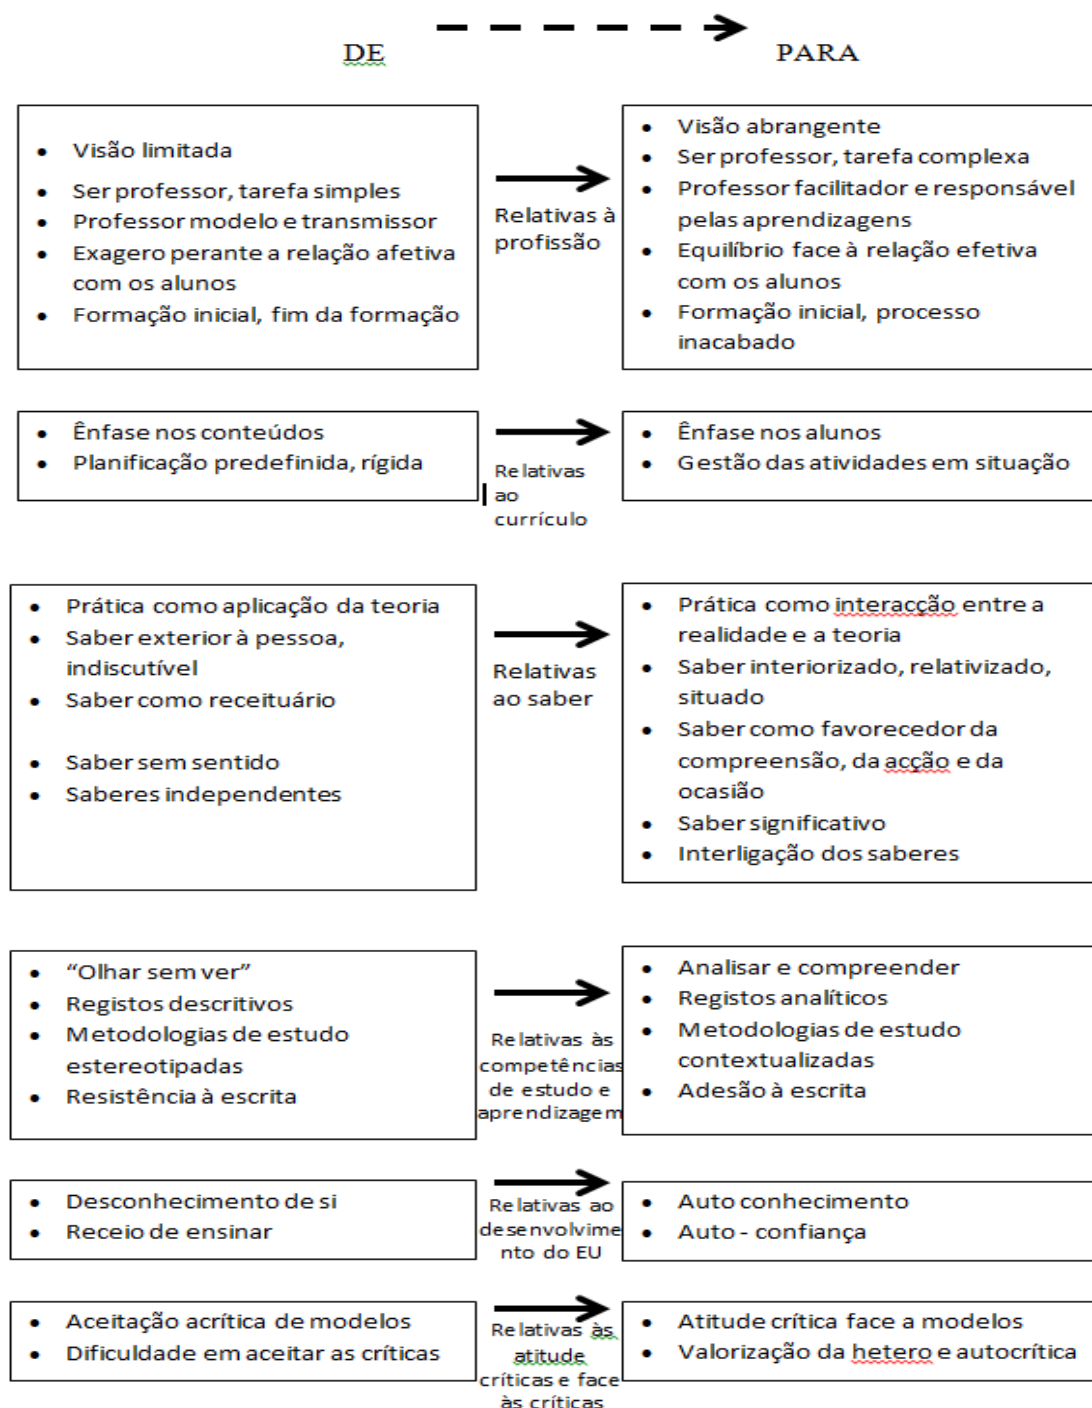 DE
PARA
Visão limitada
Ser professor, tarefa simples
Professor modelo e transmissor
Exagero perante a relação afetiva
com os alunos
Formação inicial, fim da formação
Relativas à
profissão
Visão abrangente
Ser professor, tarefa complexa
Professor facilitador e responsável
pelas aprendizagens
Equilíbrio face à relação efetiva
com os alunos
Formação inicial, processo
inacabado
Ênfase nos conteúdos
Planificação predefinida, rígida
Relativas
ao
currículo
Ênfase nos alunos
Gestão das atividades em situação
Prática como aplicação da teoria
Saber exterior à pessoa,
indiscutível
Saber como receituário
Saber sem sentido
Saberes independentes
Relativas
ao saber
Prática como interacção entre a
realidade e a teoria
Saber interiorizado, relativizado,
situado
Saber como favorecedor da
compreensão, da acção e da
ocasião
Saber significativo
Interligação dos saberes
“Olhar sem ver”
Registos descritivos
Metodologias de estudo
estereotipadas
Resistência à escrita
Relativas às
competências
de estudo e
aprendizagem
Analisar e compreender
Registos analíticos
Metodologias de estudo
contextualizadas
Adesão à escrita
Desconhecimento de si
Receio de ensinar
Relativas ao
desenvolvime
nto do EU
Auto conhecimento
Auto - confiança
Aceitação acrítica de modelos
Dificuldade em aceitar as críticas
Relativas às
atitude
críticas e face
às críticas
Atitude crítica face a modelos
Valorização da hetero e autocrítica